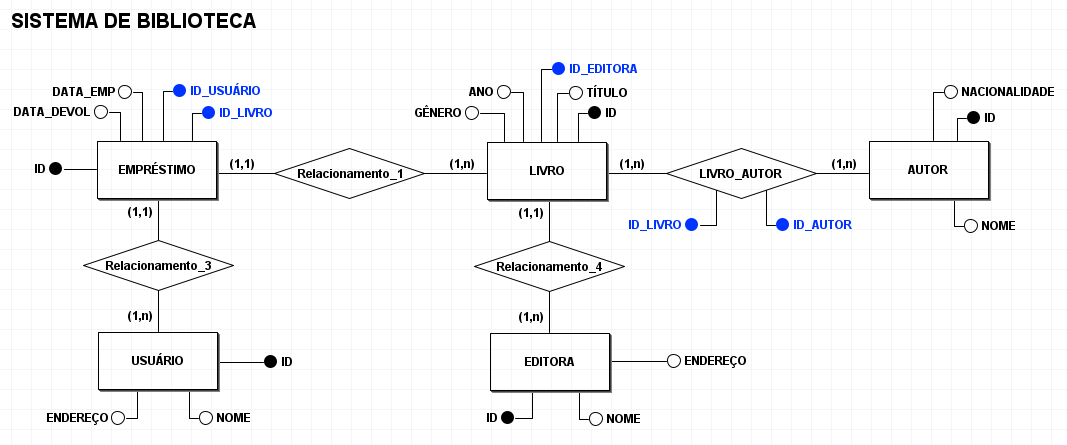 SISTEMA DE BIBLIOTECA
ID_EDITORA
DATA_EMP
ID_USUÁRIO
ANO
TÍTULO
NACIONALIDADE
DATA_DEVOL
ID_LIVRO
GÊNERO
ID
ID
ID
EMPRÉSTIMO
(1,1)
Relacionamento_1
(1,n)
LIVRO
(1,n)
LIVRO_AUTOR
(1,n)
AUTOR
(1,1)
(1,1)
ID_LIVRO
ID_AUTOR
NOME
Relacionamento_3
Relacionamento_4
(1,n)
(1,n)
USUÁRIO
ID
EDITORA
ENDEREÇO
ENDEREÇO
NOME
ID
NOME